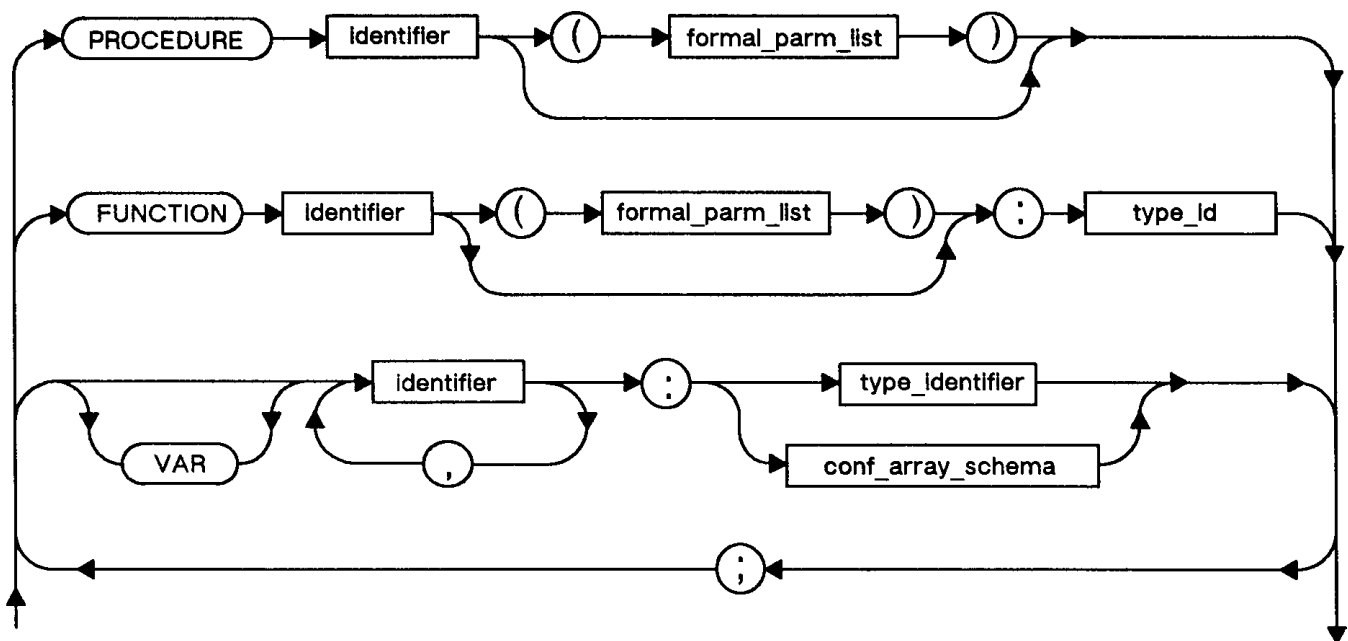 PROCEDURE identifier ( formal_parm_list )
FUNCTION identifier ( formal_parm_list ) : type_id
identifier : type_identifier
VAR , conf_array_schema
;